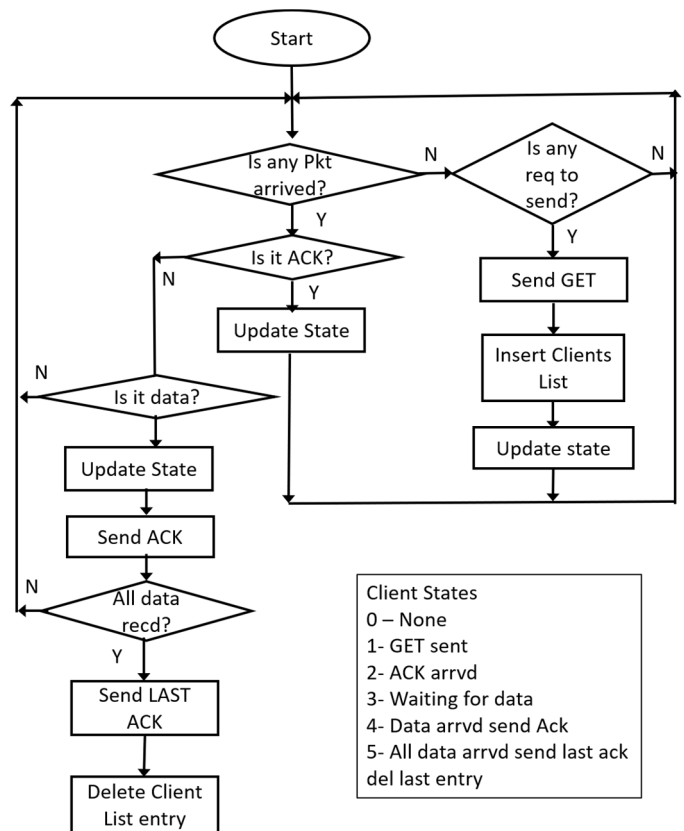 Start
Is any Pkt
arrived?
N
Is any
req to
send?
N
Y
Y
Is it ACK?
N
Y
Send GET
Update State
Insert Clients
List
N
Is it data?
Update state
Update State
Send ACK
N
All data
recd?
Y
Send LAST
ACK
Delete Client
List entry
Client States
0 – None
1- GET sent
2- ACK arrvd
3- Waiting for data
4- Data arrvd send Ack
5- All data arrvd send last ack
del last entry